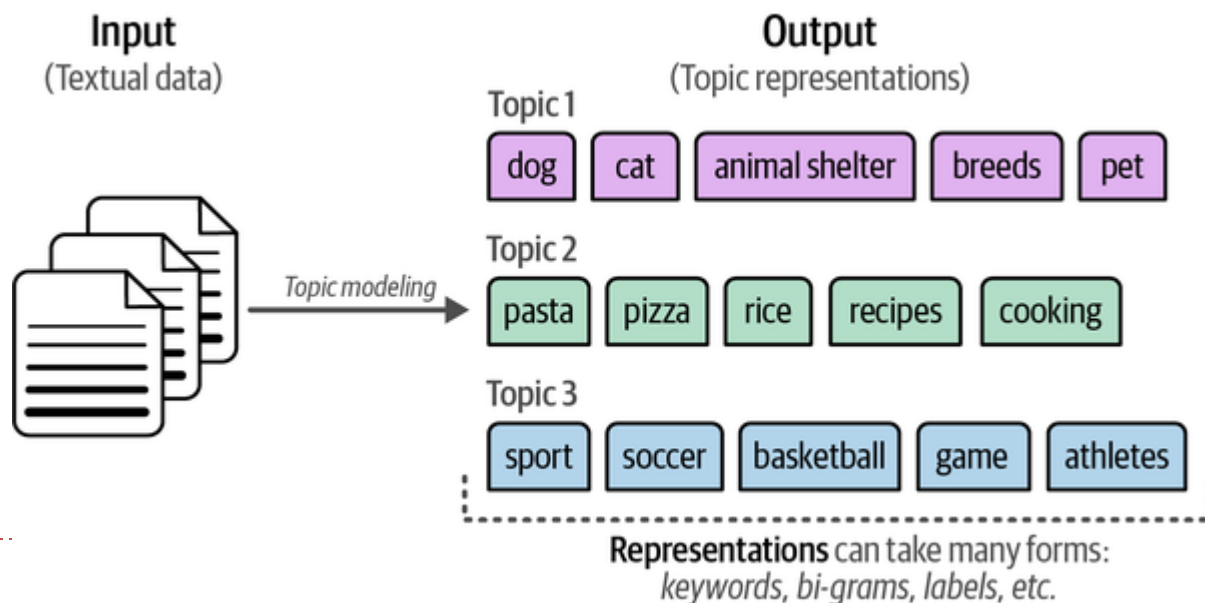 Input
(Textual data)
Output
(Topic representations)
Topic 1
dog cat animal shelter breeds pet
Topic modeling
Topic 2
pasta pizza rice recipes cooking
Topic 3
sport soccer basketball game athletes
Representations can take many forms:
keywords, bi-grams, labels, etc.